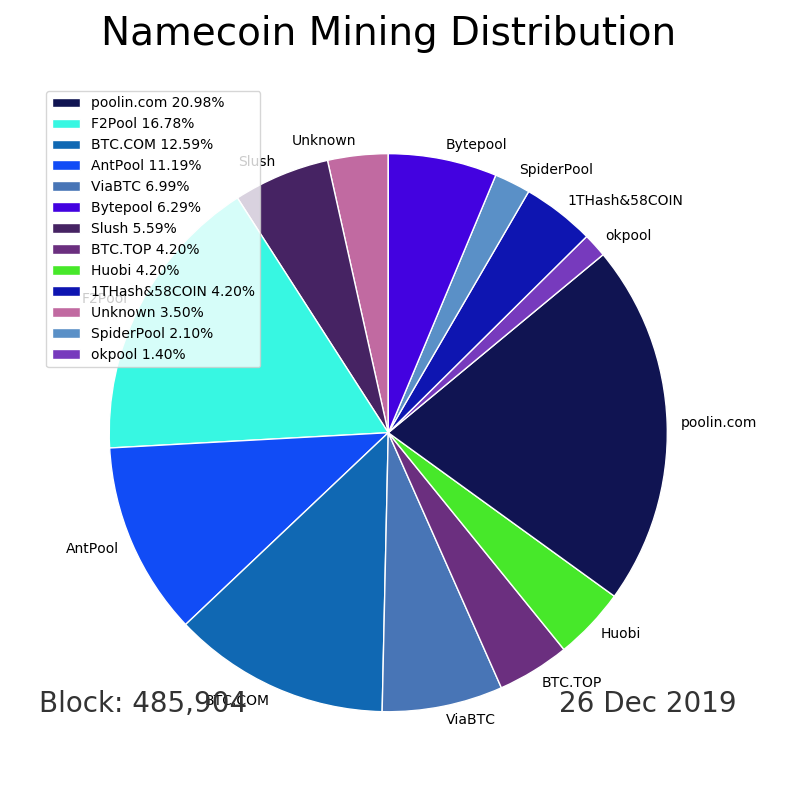 Namecoin Mining Distribution
poolin.com 20.98%
F2Pool 16.78%
BTC.COM 12.59%
AntPool 11.19%
ViaBTC 6.99%
Bytepool 6.29%
Slush 5.59%
BTC.TOP 4.20%
Huobi 4.20%
1THash&58COIN 4.20%
Unknown 3.50%
SpiderPool 2.10%
okpool 1.40%
Unknown
Bytepool
Slush
SpiderPool
1THash&58COIN
okpool
F2Pool
poolin.com
AntPool
Huobi
BTC.TOP
BTC.COM
ViaBTC
Block: 485,904
26 Dec 2019